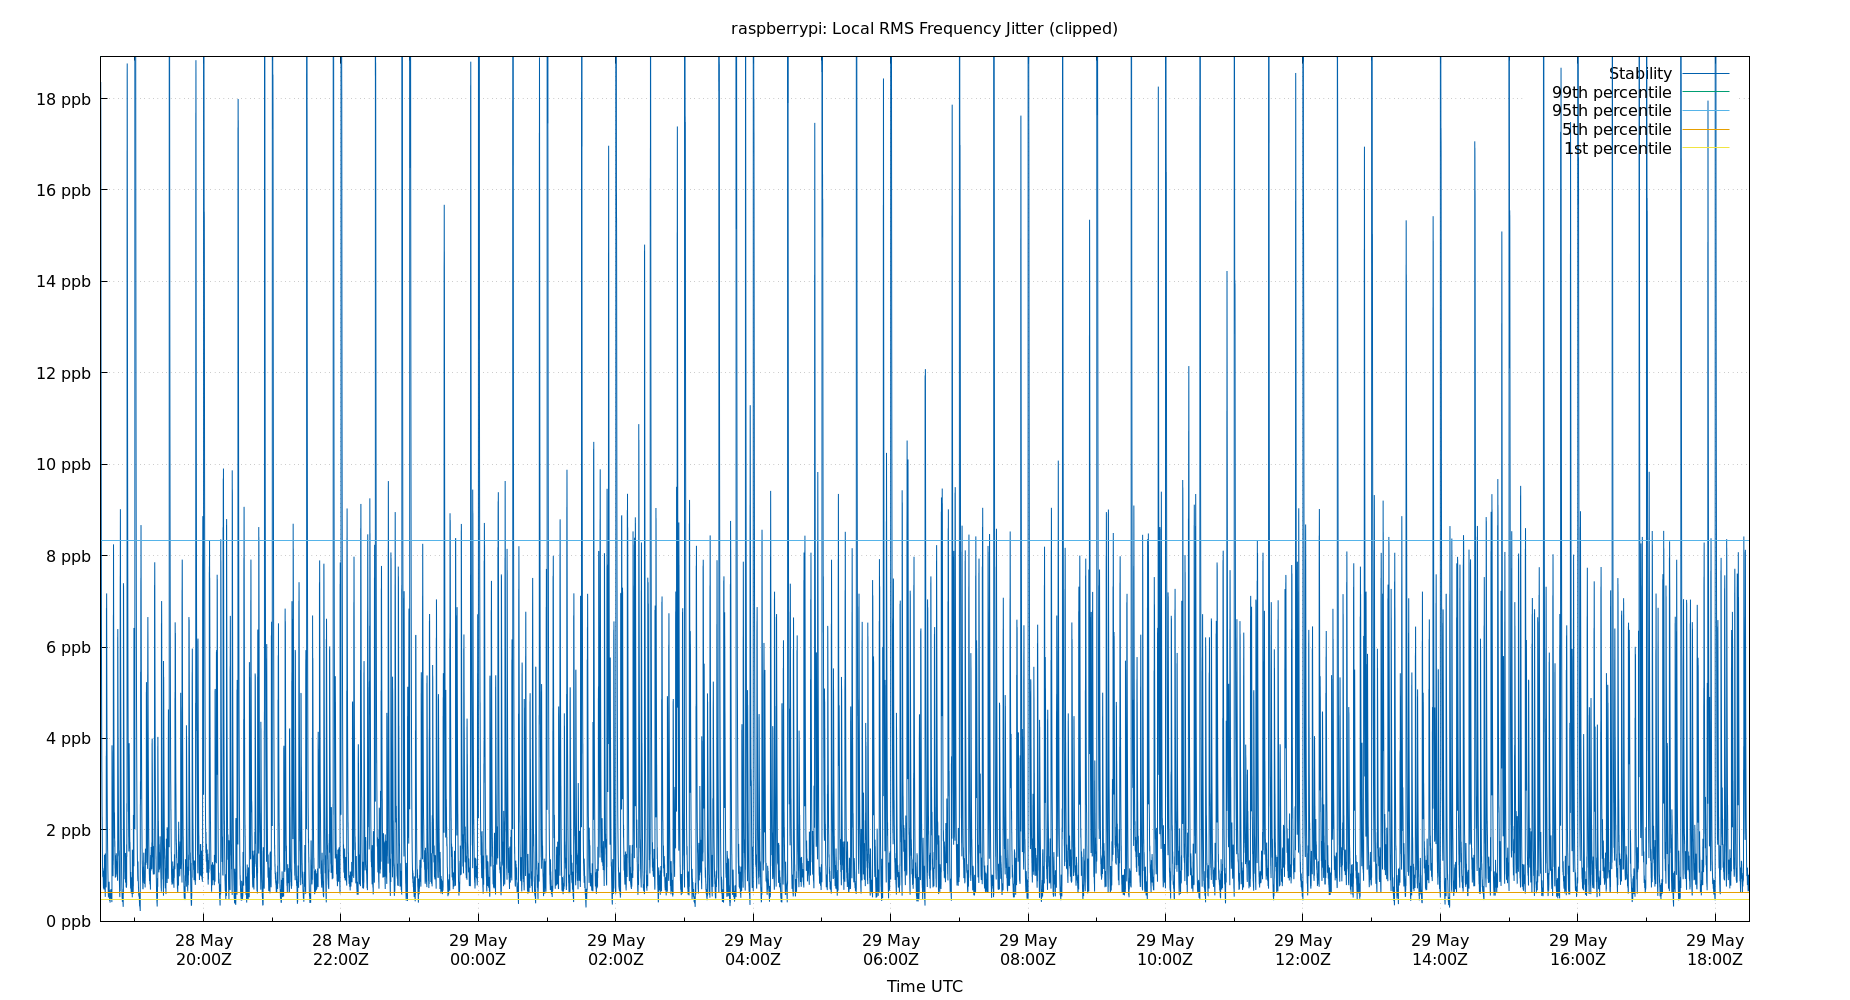 raspberrypi: Local RMS Frequency Jitter (clipped)
Stability
99th percentile
95th percentile
5th percentile
1st percentile
18 ppb
16 ppb
14 ppb
12 ppb
10 ppb
8 ppb
6 ppb
4 ppb
2 ppb
0 ppb
28 May 28 May 29 May 29 May 29 May 29 May 29 May 29 May 29 May 29 May 29 May 29 May
20:00Z 22:00Z 00:00Z 02:00Z 04:00Z 06:00Z 08:00Z 10:00Z 12:00Z 14:00Z 16:00Z 18:00Z
Time UTC